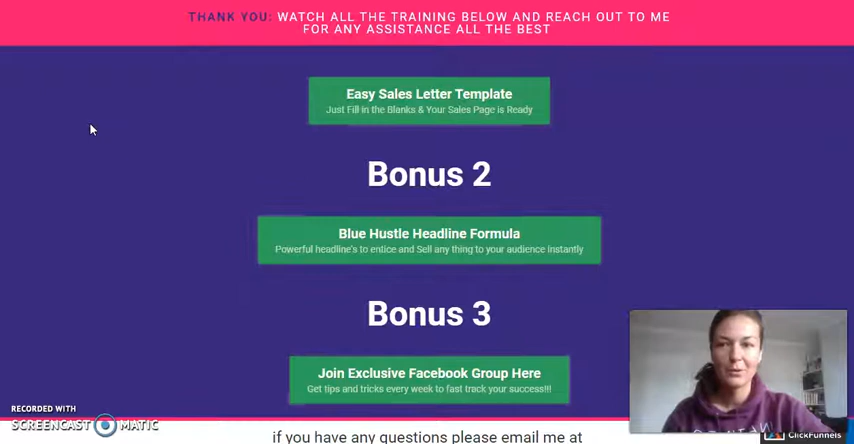 THANK YOU: WATCH ALL THE TRAINING BELOW AND REACH OUT TO ME
FOR ANY ASSISTANCE ALL THE BEST
Easy Sales Letter Template
Just Fill in the Blanks & Your Sales Page is Ready
Bonus 2
Blue Hustle Headline Formula
Powerful headline's to entice and Sell any thing to your audience instantly
Bonus 3
Join Exclusive Facebook Group Here
Get tips and tricks every week to fast track your success!!!
RECORDED WITH
SCREENCAST MATIC
ClickFunnels
if you have any questions please email me at